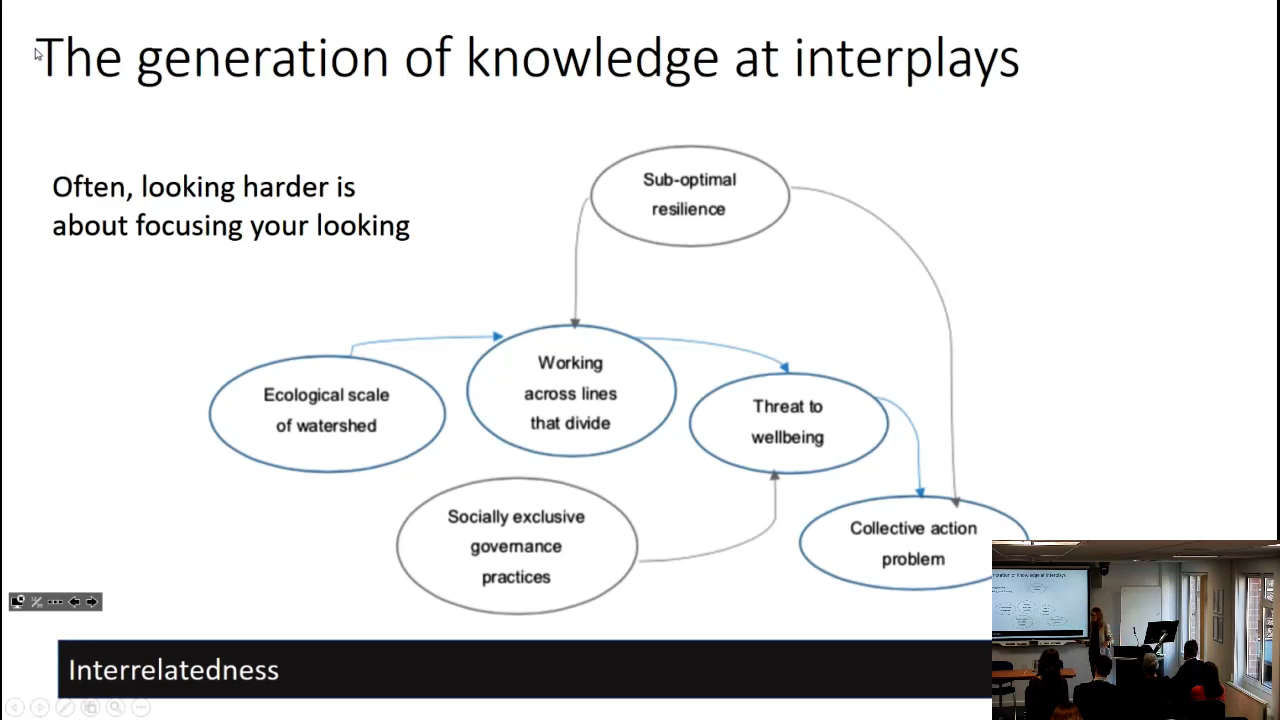 The generation of knowledge at interplays
Often, looking harder is
about focusing your looking
Sub-optimal
resilience
Ecological scale
of watershed
Working
across lines
that divide
Threat to
wellbeing
Socially exclusive
governance
practices
Collective action
problem
Interrelatedness